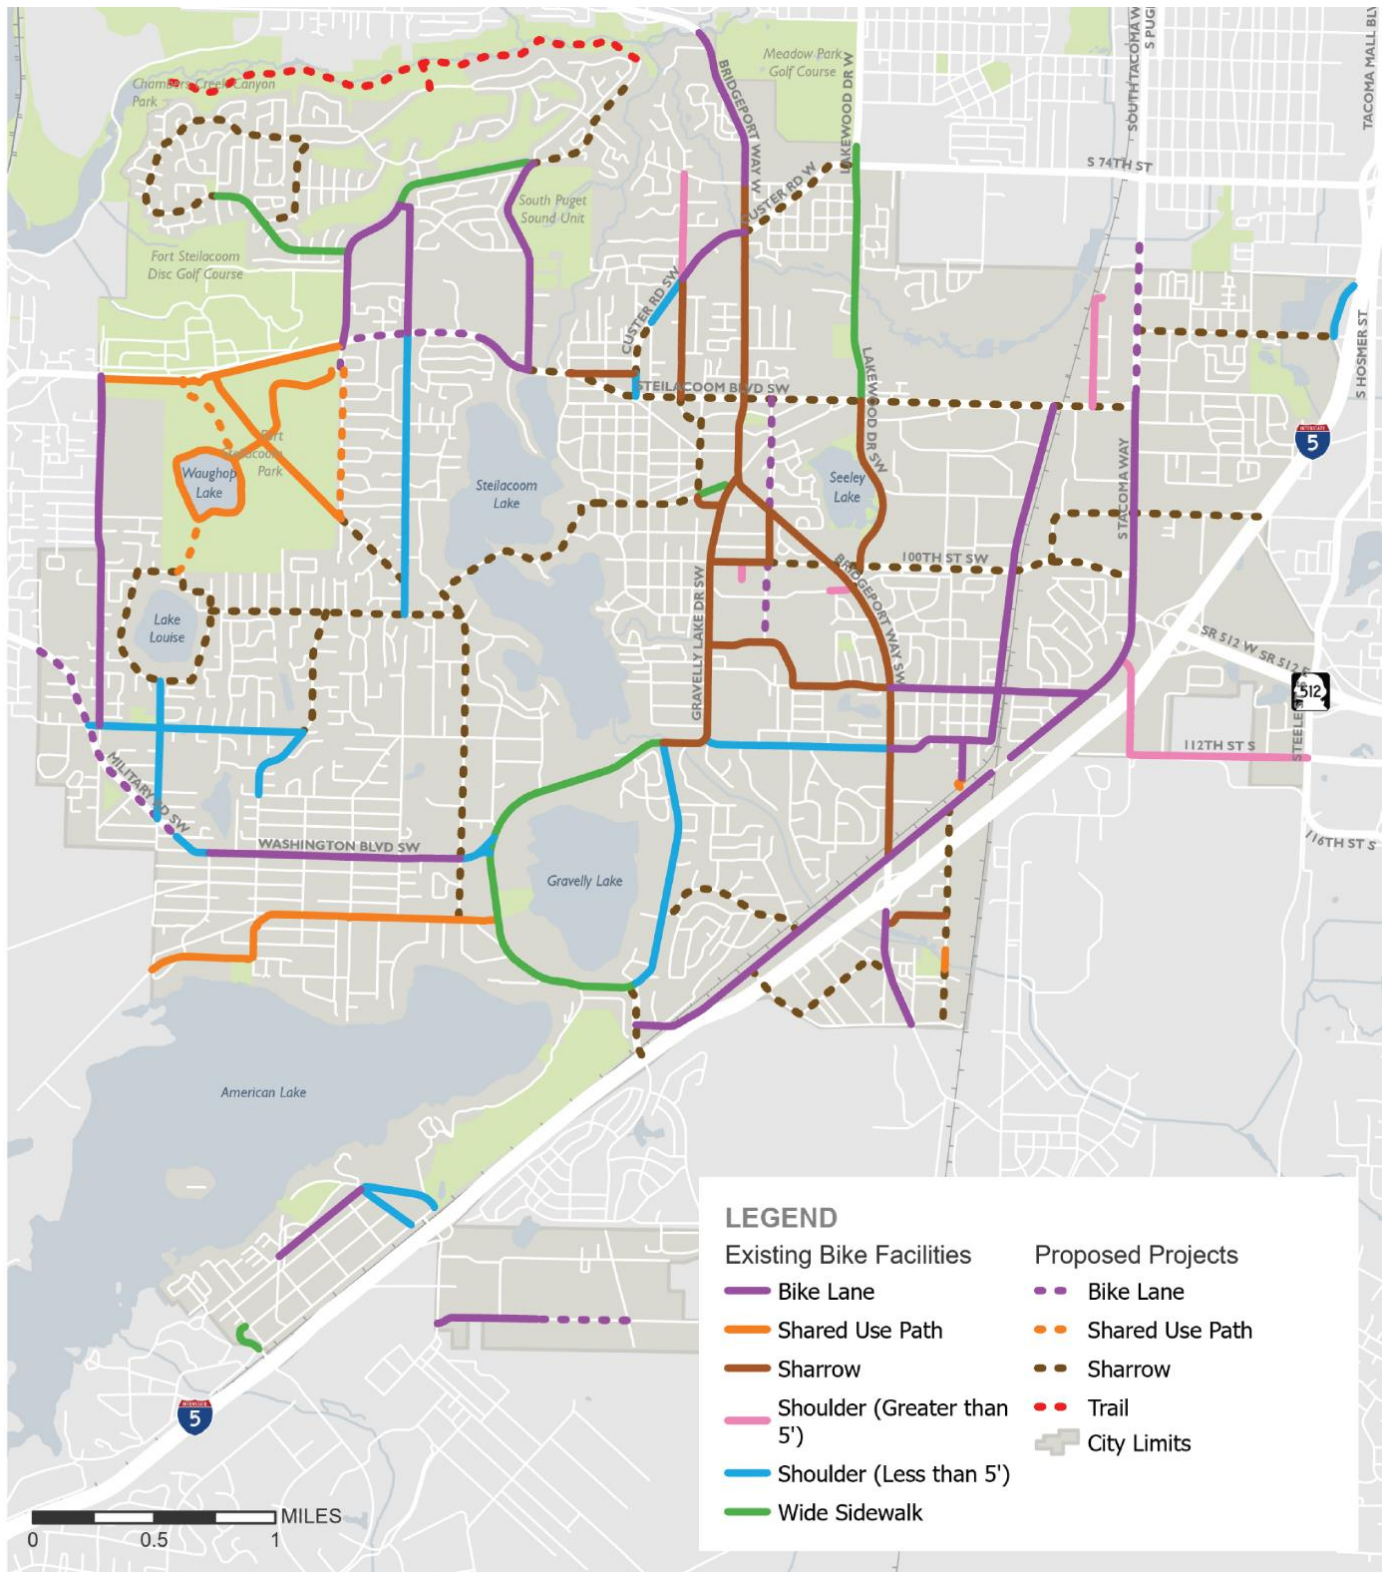 Meadow Park
Golf Course
Chambers Creek Canyon
Park
BRIDGEPORT WAY W
LAKEWOOD DR W
SOUTH TACOMA W
S PUG
TACOMA MALL BLV
S 74TH ST
CUSTER RD W
South Puget
Sound Unit
Fort Steilacoom
Disc Golf Course
CUSTER RD SW
S HOSMER ST
STEILACOOM BLVD SW
LAKEWOOD DR SW
INTERSTATE
5
Fort
Steilacoom
Park
Waughop
Lake
Steilacoom
Lake
Seeley
Lake
S TACOMA WAY
100TH ST SW
BRIDGEPORT WAY SW
GRAVELLY LAKE DR SW
Lake
Louise
SR 512 W SR 512 E
512
STEELE ST S
112TH ST S
MILITARY RD SW
WASHINGTON BLVD SW
116TH ST S
Gravelly Lake
American Lake
LEGEND
Existing Bike Facilities
Bike Lane
Shared Use Path
Sharrow
Shoulder (Greater than
5')
Shoulder (Less than 5')
Wide Sidewalk
Proposed Projects
Bike Lane
Shared Use Path
Sharrow
Trail
City Limits
INTERSTATE
5
MILES
0 0.5 1